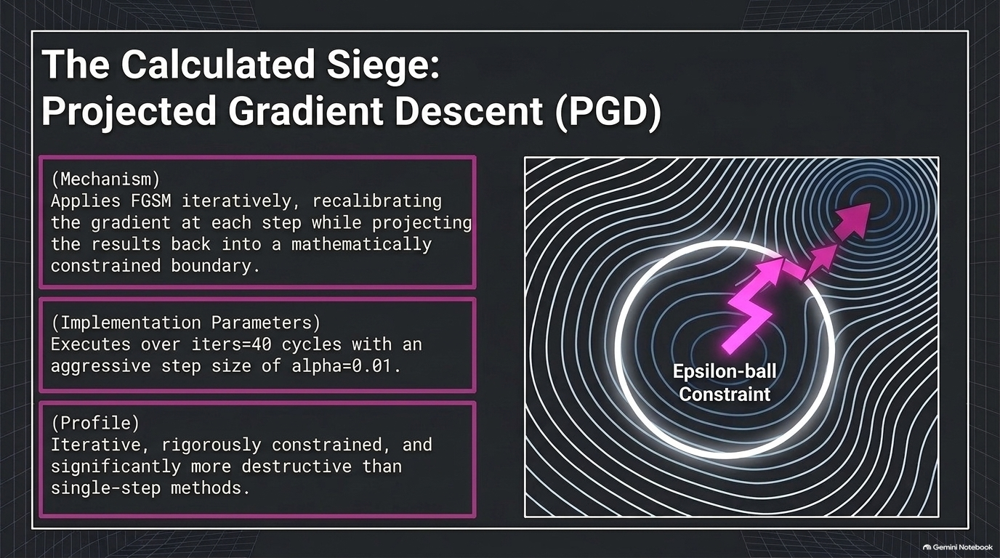 The Calculated Siege:
Projected Gradient Descent (PGD)
(Mechanism)
Applies FGSM iteratively, recalibrating
the gradient at each step while projecting
the results back into a mathematically
constrained boundary.
(Implementation Parameters)
Executes over iters=40 cycles with an
aggressive step size of alpha=0.01.
(Profile)
Iterative, rigorously constrained, and
significantly more destructive than
single-step methods.
Epsilon-ball
Constraint
Gemini Notebook